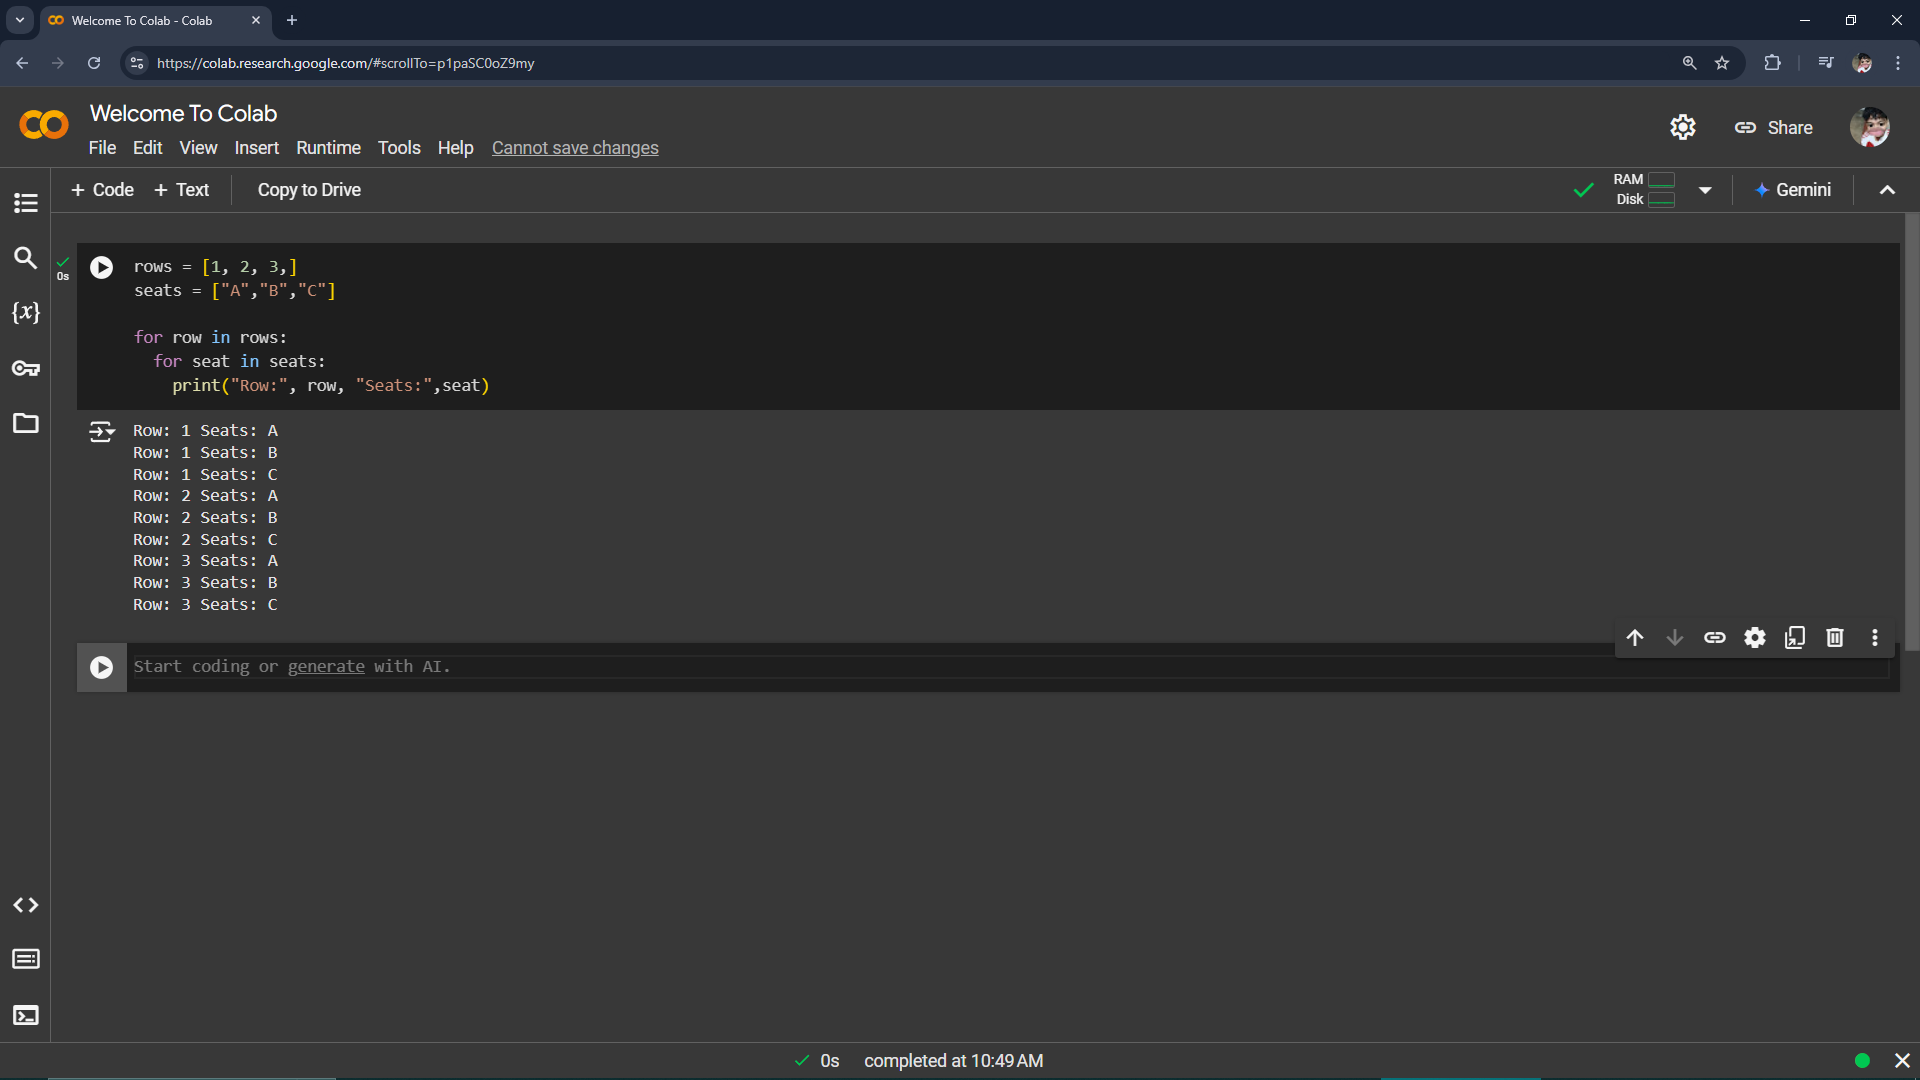 Welcome To Colab - Colab
https://colab.research.google.com/#scrollTo=p1paSC0oZ9my
Welcome To Colab
File Edit View Insert Runtime Tools Help Cannot save changes
Share
+ Code + Text Copy to Drive
RAM
Disk
Gemini
0s
rows = [1, 2, 3,]
seats = ["A","B","C"]
for row in rows:
for seat in seats:
print("Row:", row, "Seats:",seat)
Row: 1 Seats: A
Row: 1 Seats: B
Row: 1 Seats: C
Row: 2 Seats: A
Row: 2 Seats: B
Row: 2 Seats: C
Row: 3 Seats: A
Row: 3 Seats: B
Row: 3 Seats: C
Start coding or generate with AI.
{x}
0s completed at 10:49 AM